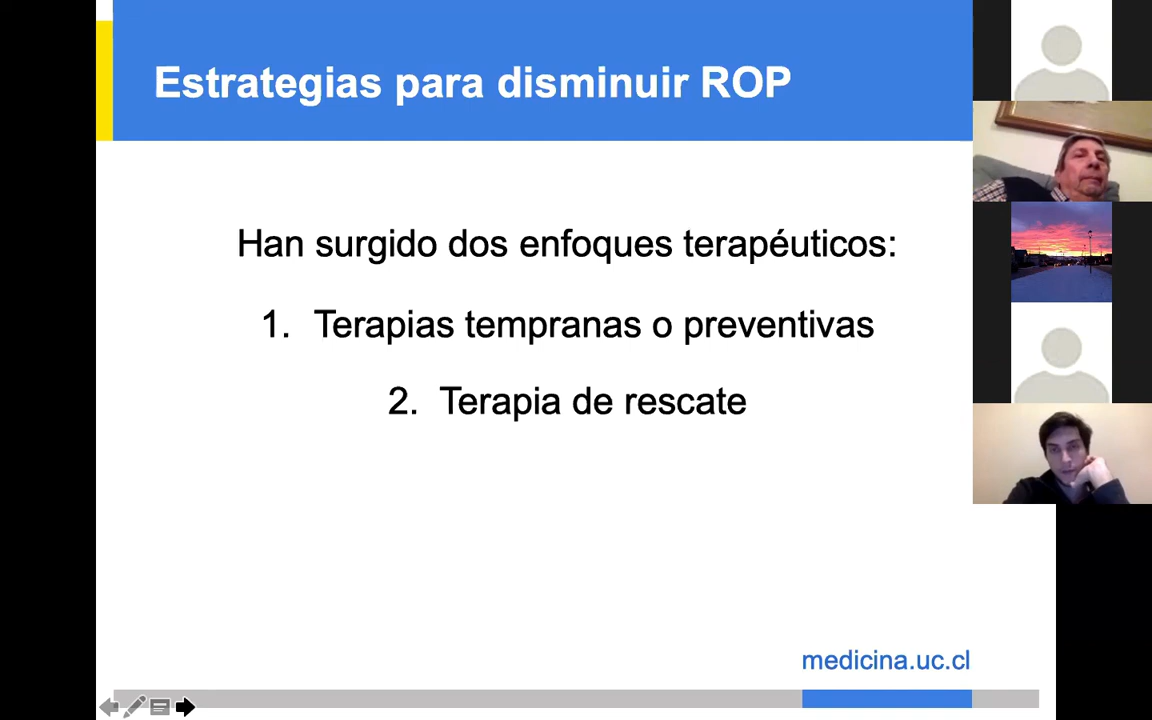 Estrategias para disminuir ROP
Han surgido dos enfoques terapéuticos:
1. Terapias tempranas o preventivas
2. Terapia de rescate
medicina.uc.cl